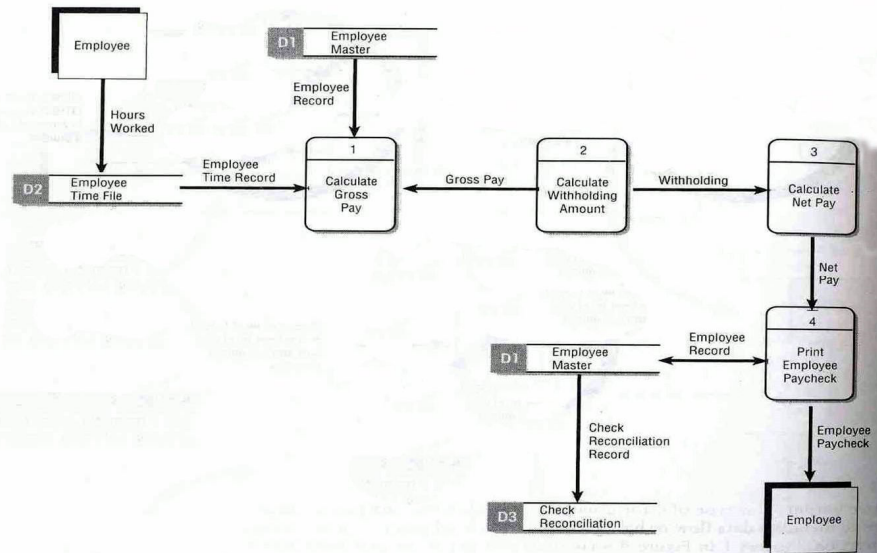 Employee
D1
Employee
Master
Employee
Record
Hours
Worked
D2
Employee
Time File
Employee
Time Record
1
Calculate
Gross
Pay
Gross Pay
2
Calculate
Withholding
Amount
Withholding
3
Calculate
Net Pay
Net
Pay
4
Print
Employee
Paycheck
Employee
Record
D1
Employee
Master
Check
Reconciliation
Record
D3
Check
Reconciliation
Employee
Paycheck
Employee